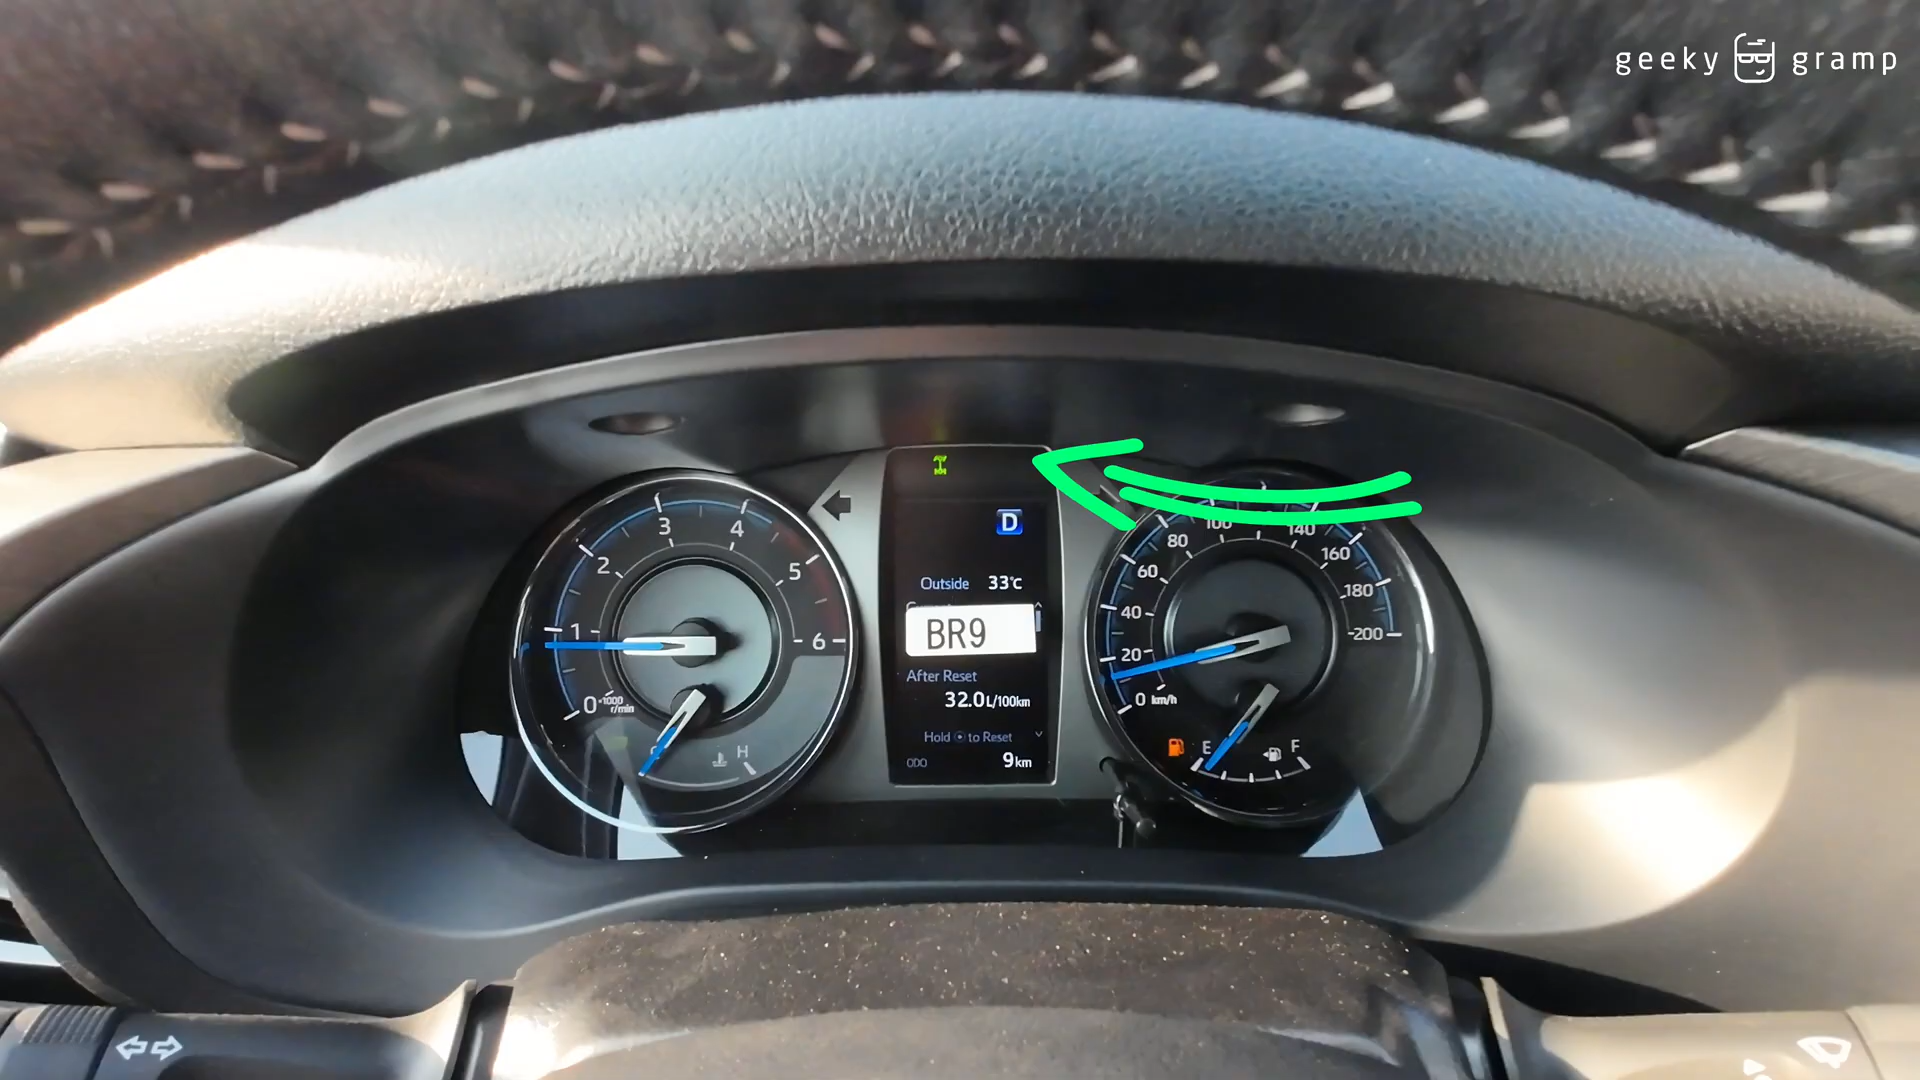 geeky gramp
D
Outside 33℃
BR9
After Reset
32.0L/100km
Hold to Reset
ODO 9km
0
1
2
3
4
5
6
×1000
r/min
H
0
20
40
60
80
100
140
160
180
200
km/h
E
F